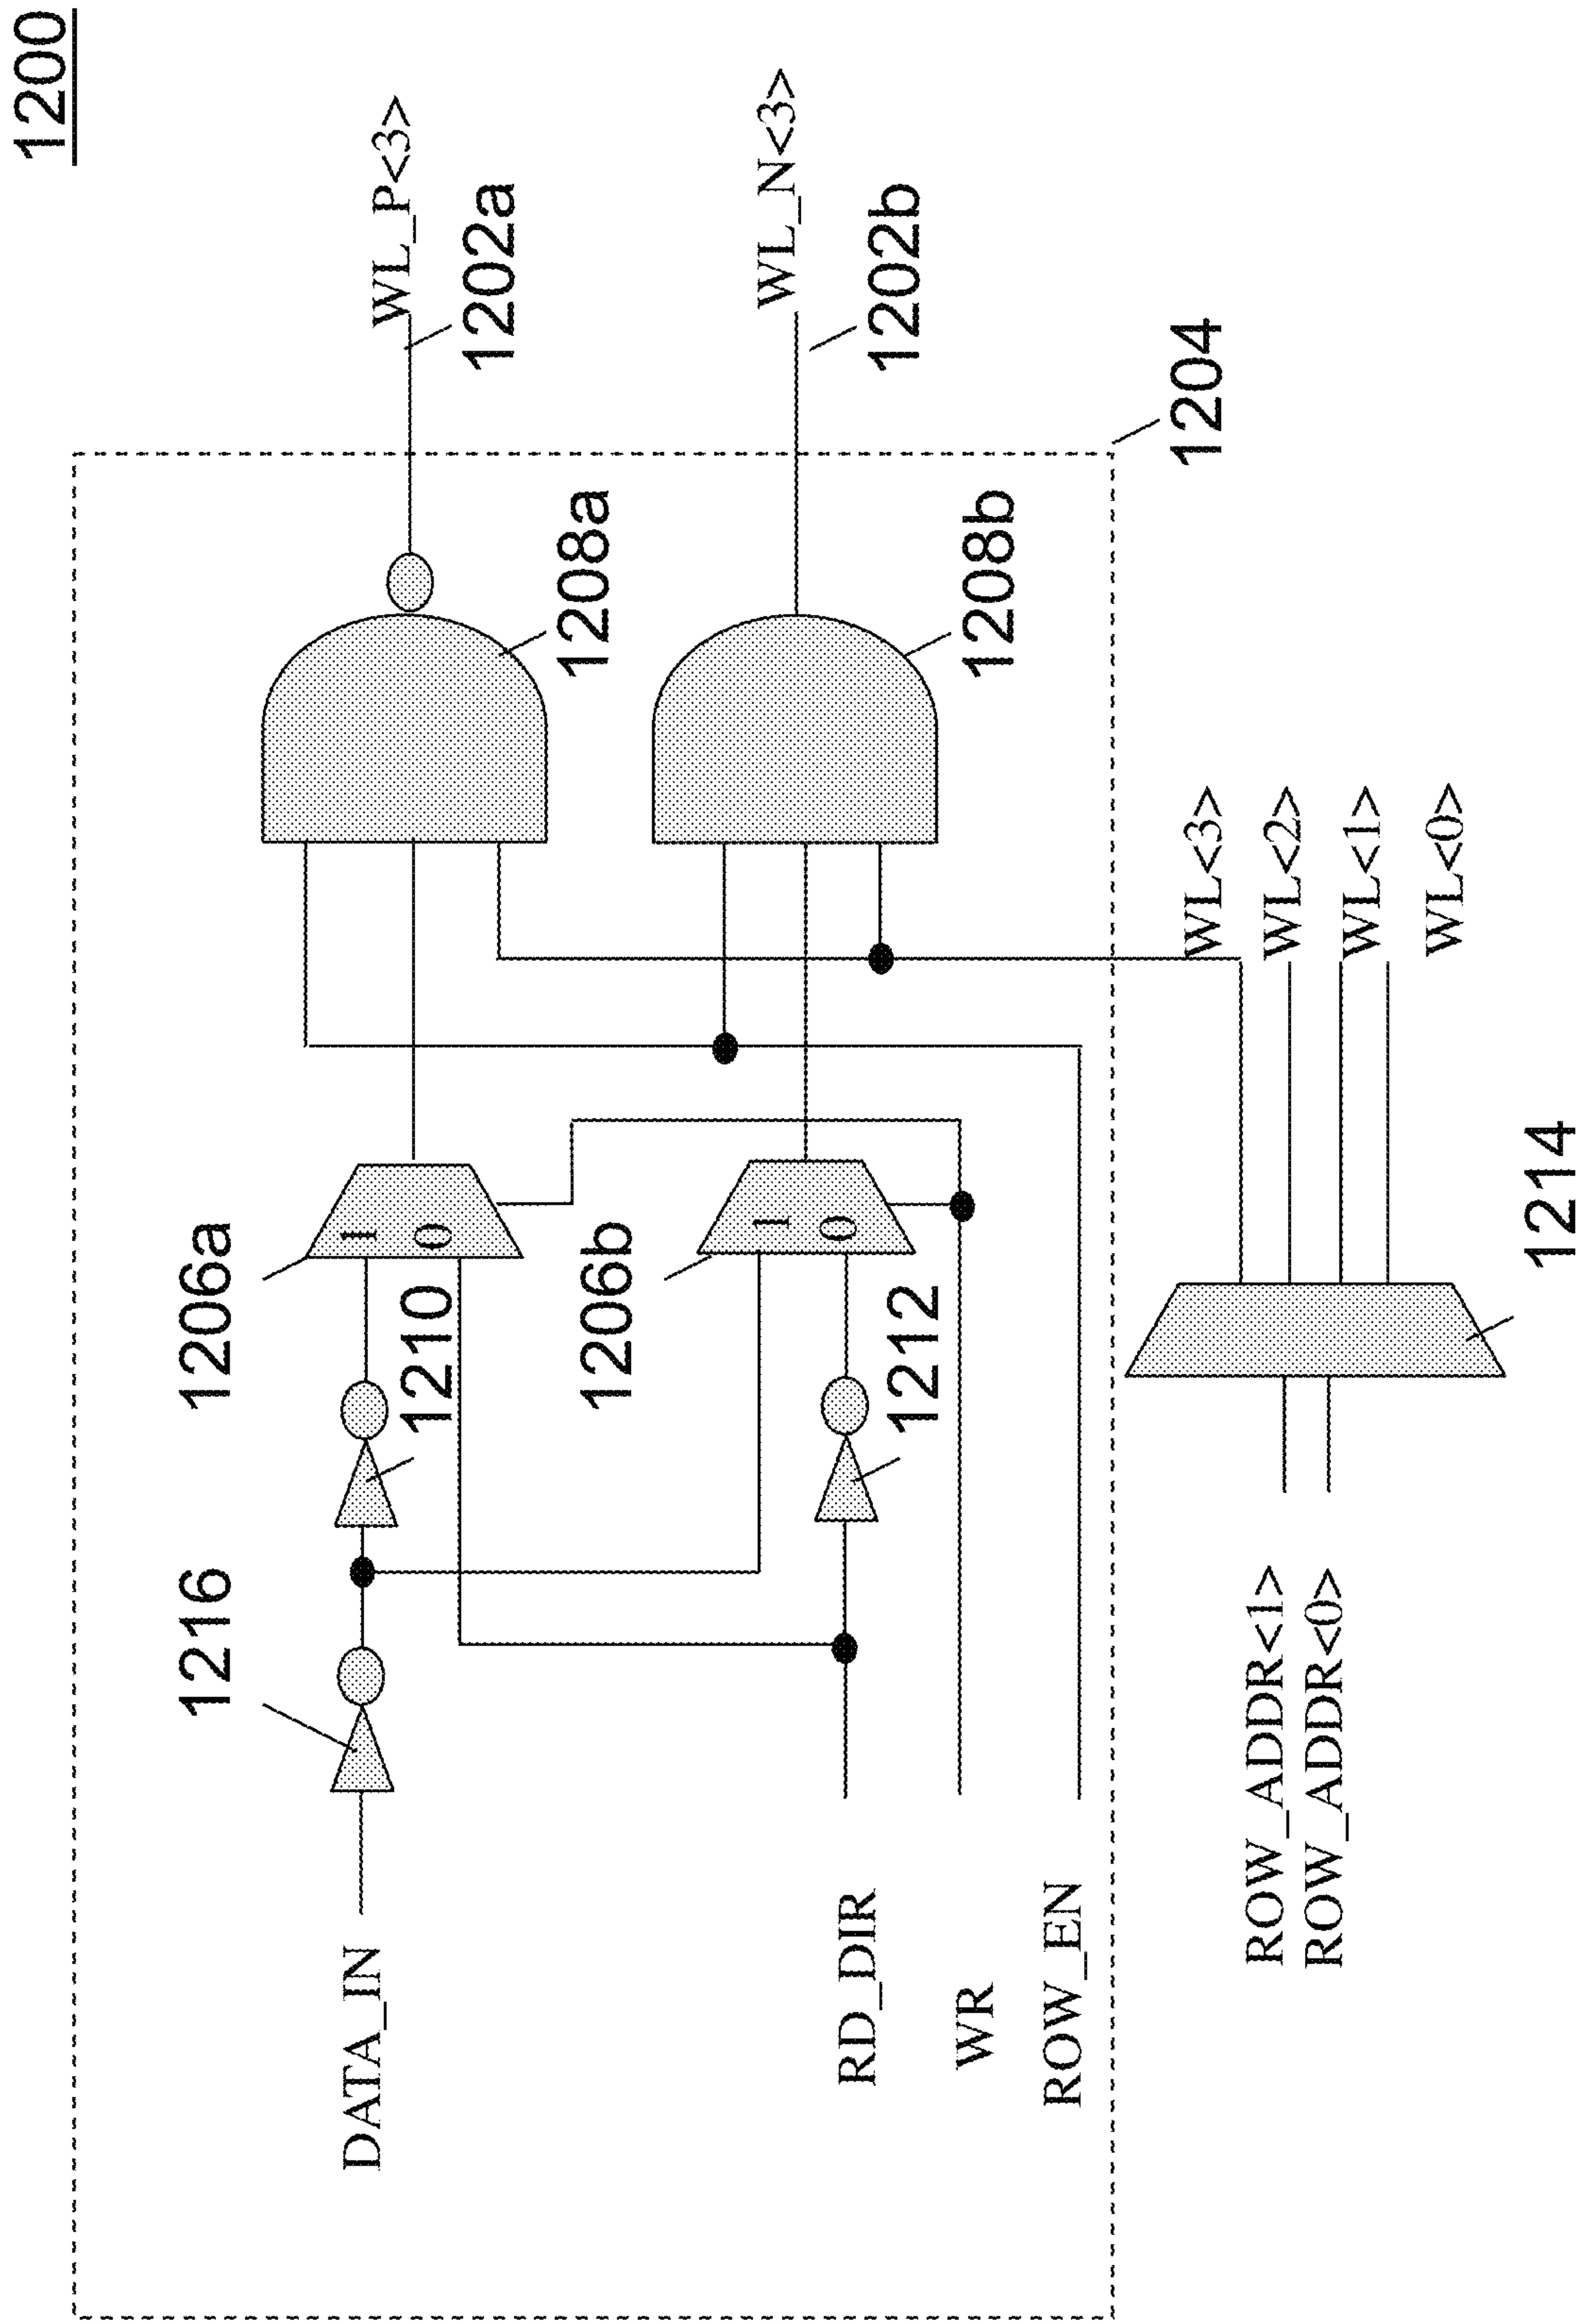 1200
WL_P<3>
1202a
WL_N<3>
1202b
1204
1208a
1208b
1206a
1
0
1210
1206b
1
0
1212
1216
DATA_IN
RD_DIR
WR
ROW_EN
WL<3>
WL<2>
WL<1>
WL<0>
1214
ROW_ADDR<1>
ROW_ADDR<0>